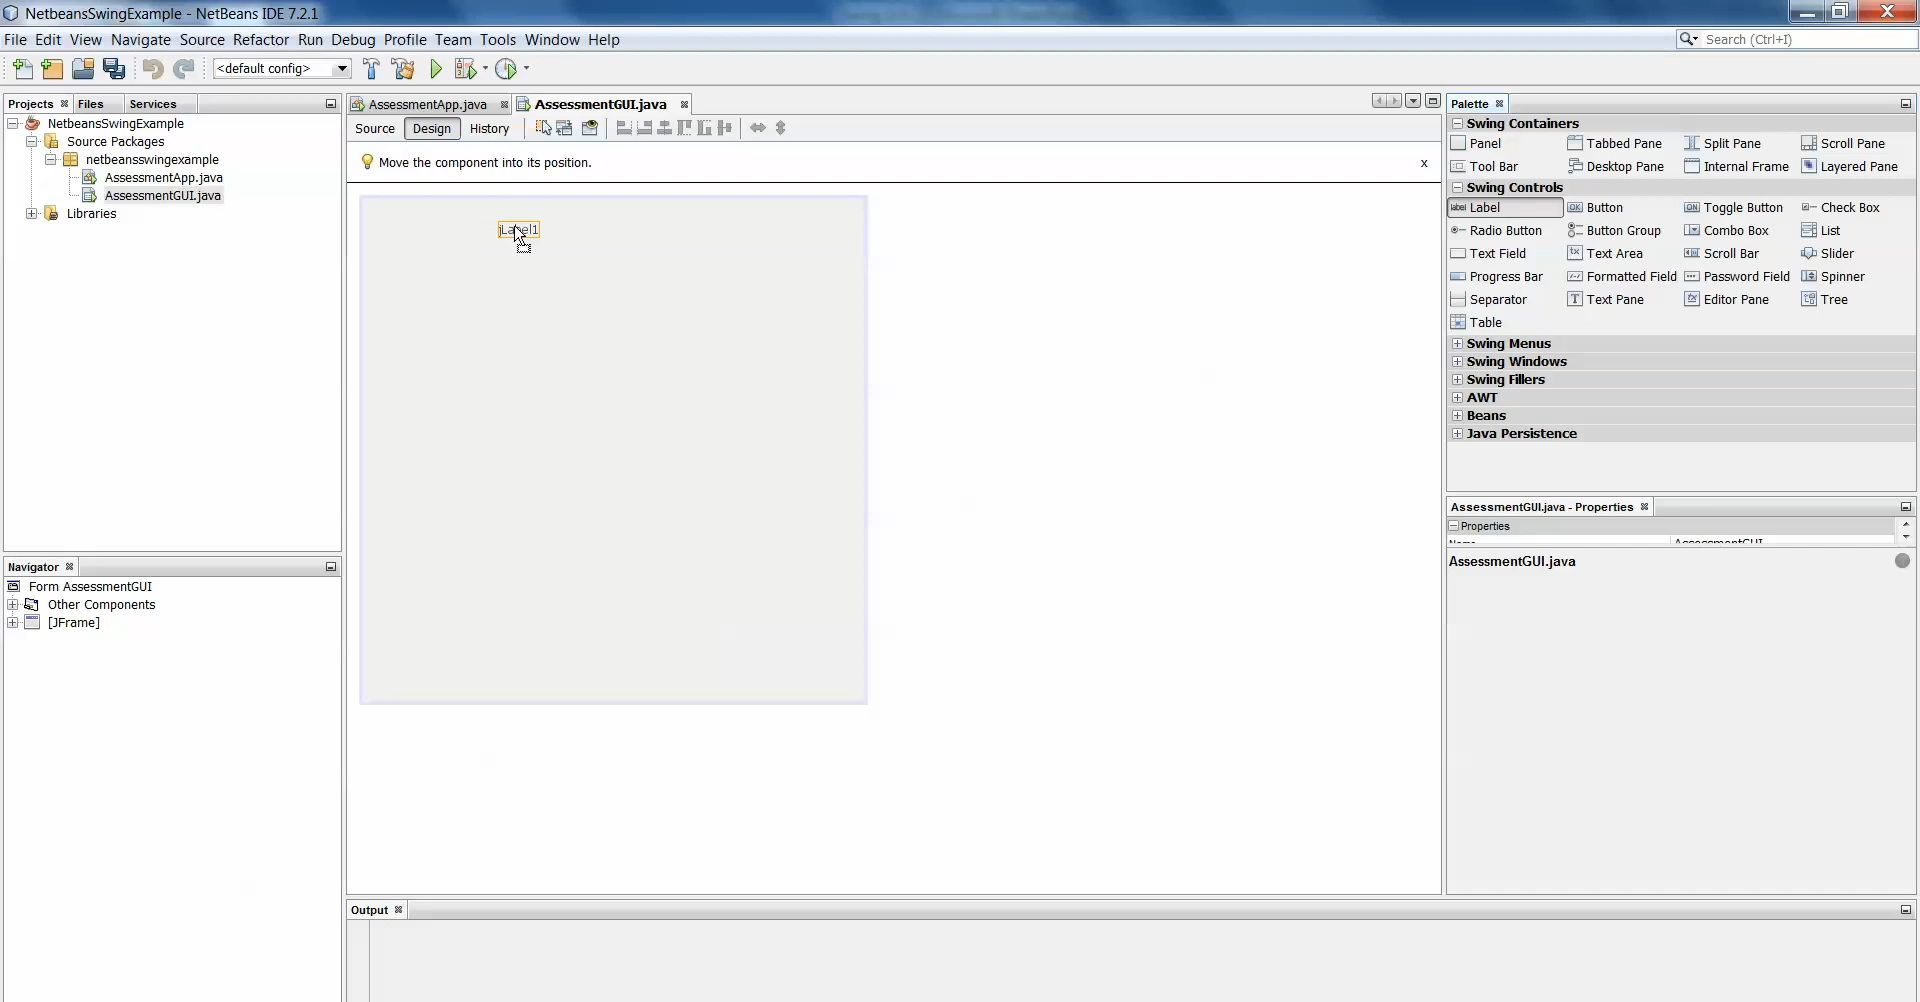 NetbeansSwingExample - NetBeans IDE 7.2.1
File Edit View Navigate Source Refactor Run Debug Profile Team Tools Window Help
Search (Ctrl+I)
<default config>
Projects Files Services
NetbeansSwingExample
Source Packages
netbeansswingexample
AssessmentApp.java
AssessmentGUI.java
Libraries
Navigator
Form AssessmentGUI
Other Components
[JFrame]
AssessmentApp.java AssessmentGUI.java
Source Design History
Move the component into its position.
x
jLabel1
Output
Palette
Swing Containers
Panel Tabbed Pane Split Pane Scroll Pane
Tool Bar Desktop Pane Internal Frame Layered Pane
Swing Controls
label Label OK Button ON Toggle Button Check Box
Radio Button Button Group Combo Box List
Text Field Text Area Scroll Bar Slider
Progress Bar Formatted Field Password Field Spinner
Separator Text Pane Editor Pane Tree
Table
Swing Menus
Swing Windows
Swing Fillers
AWT
Beans
Java Persistence
AssessmentGUI.java - Properties
Properties
Name AssessmentGUI
AssessmentGUI.java